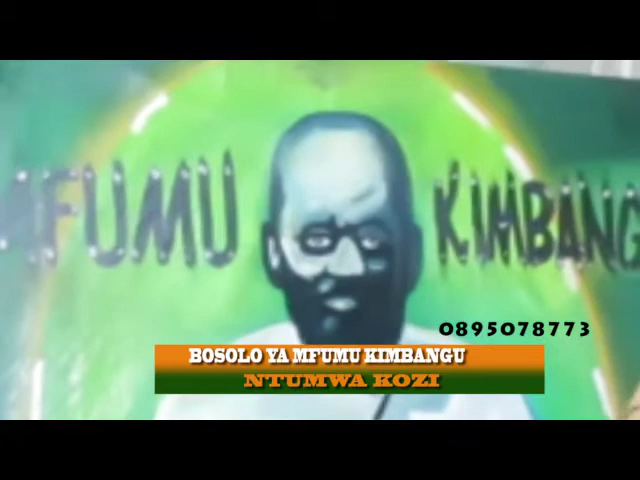 MFUMU KIMBANG
0895078773
BOSOLO YA MFUMU KIMBANGU
NTUMWA KOZI